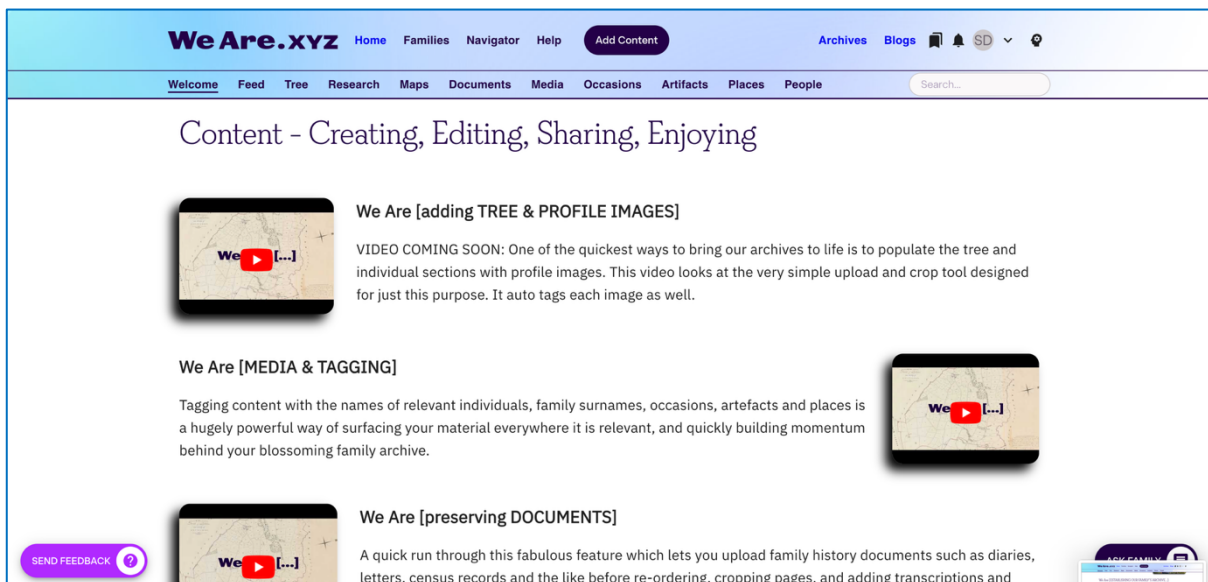 We Are.xyz Home Families Navigator Help Add Content Archives Blogs SD
Welcome Feed Tree Research Maps Documents Media Occasions Artifacts Places People Search...
Content - Creating, Editing, Sharing, Enjoying
We [...]
We Are [adding TREE & PROFILE IMAGES]
VIDEO COMING SOON: One of the quickest ways to bring our archives to life is to populate the tree and
individual sections with profile images. This video looks at the very simple upload and crop tool designed
for just this purpose. It auto tags each image as well.
We Are [MEDIA & TAGGING]
Tagging content with the names of relevant individuals, family surnames, occasions, artefacts and places is
a hugely powerful way of surfacing your material everywhere it is relevant, and quickly building momentum
behind your blossoming family archive.
We [...]
We [...]
We Are [preserving DOCUMENTS]
A quick run through this fabulous feature which lets you upload family history documents such as diaries,
letters, census records and the like before re-ordering, cropping pages, and adding transcriptions and
SEND FEEDBACK ?
ASK FAMILY